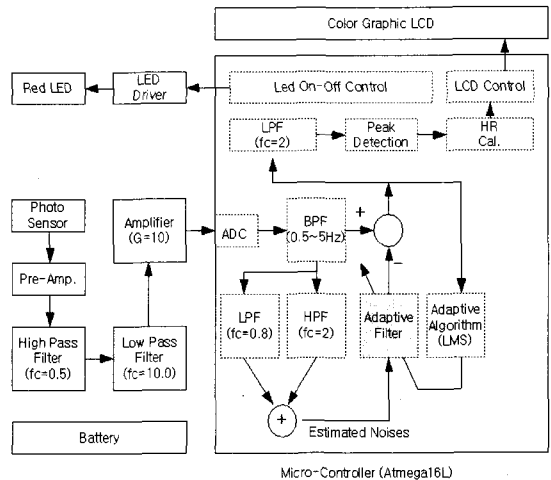 Color Graphic LCD
Red LED
LED
Driver
Led On-Off Control
LCD Control
LPF
(fc=2)
Peak
Detection
HR
Cal.
Photo
Sensor
Amplifier
(G=10)
ADC
BPF
(0.5~5Hz)
+
−
Pre-Amp.
High Pass
Filter
(fc=0.5)
Low Pass
Filter
(fc=10.0)
LPF
(fc=0.8)
HPF
(fc=2)
Adaptive
Filter
Adaptive
Algorithm
(LMS)
+
Estimated Noises
Battery
Micro-Controller (Atmega16L)